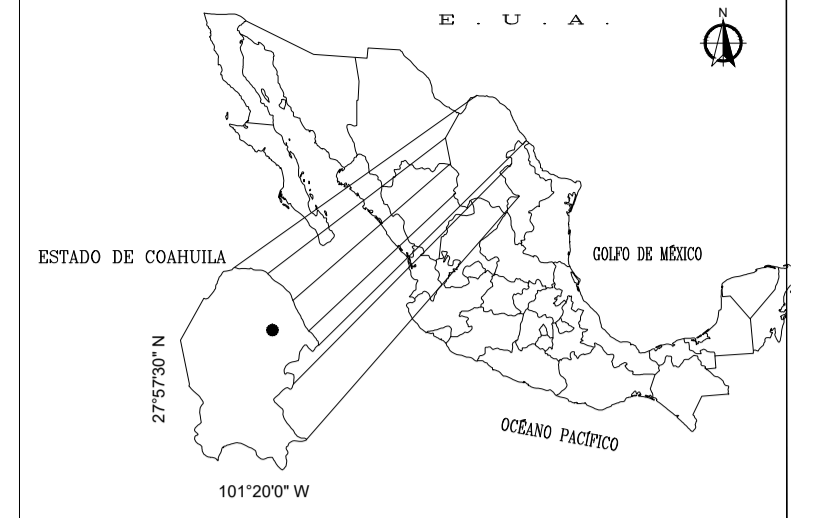 E . U . A .
N
ESTADO DE COAHUILA
GOLFO DE MÉXICO
27°57'30" N
OCÉANO PACÍFICO
101°20'0" W